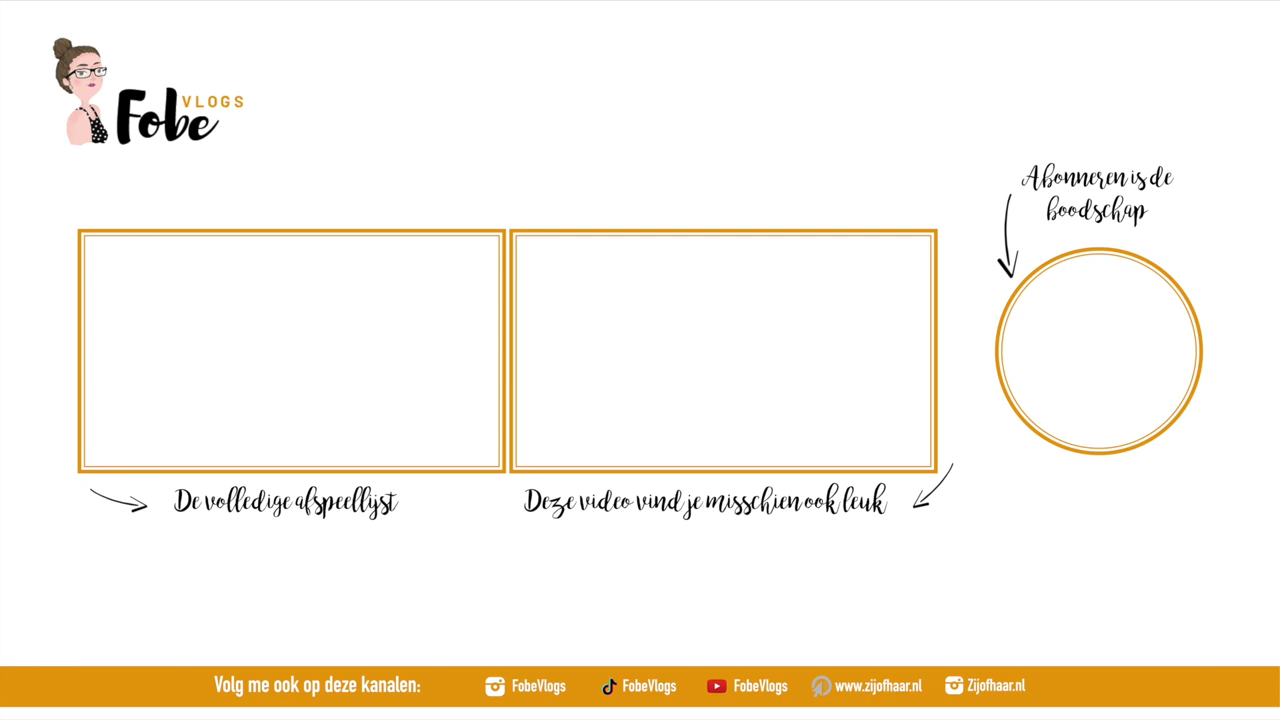 VLOGS
Fobe
Abonneren is de
boodschap
De volledige afspeellijst
Deze video vind je misschien ook leuk
Volg me ook op deze kanalen: FobeVlogs FobeVlogs FobeVlogs www.zijofhaar.nl Zijofhaar.nl